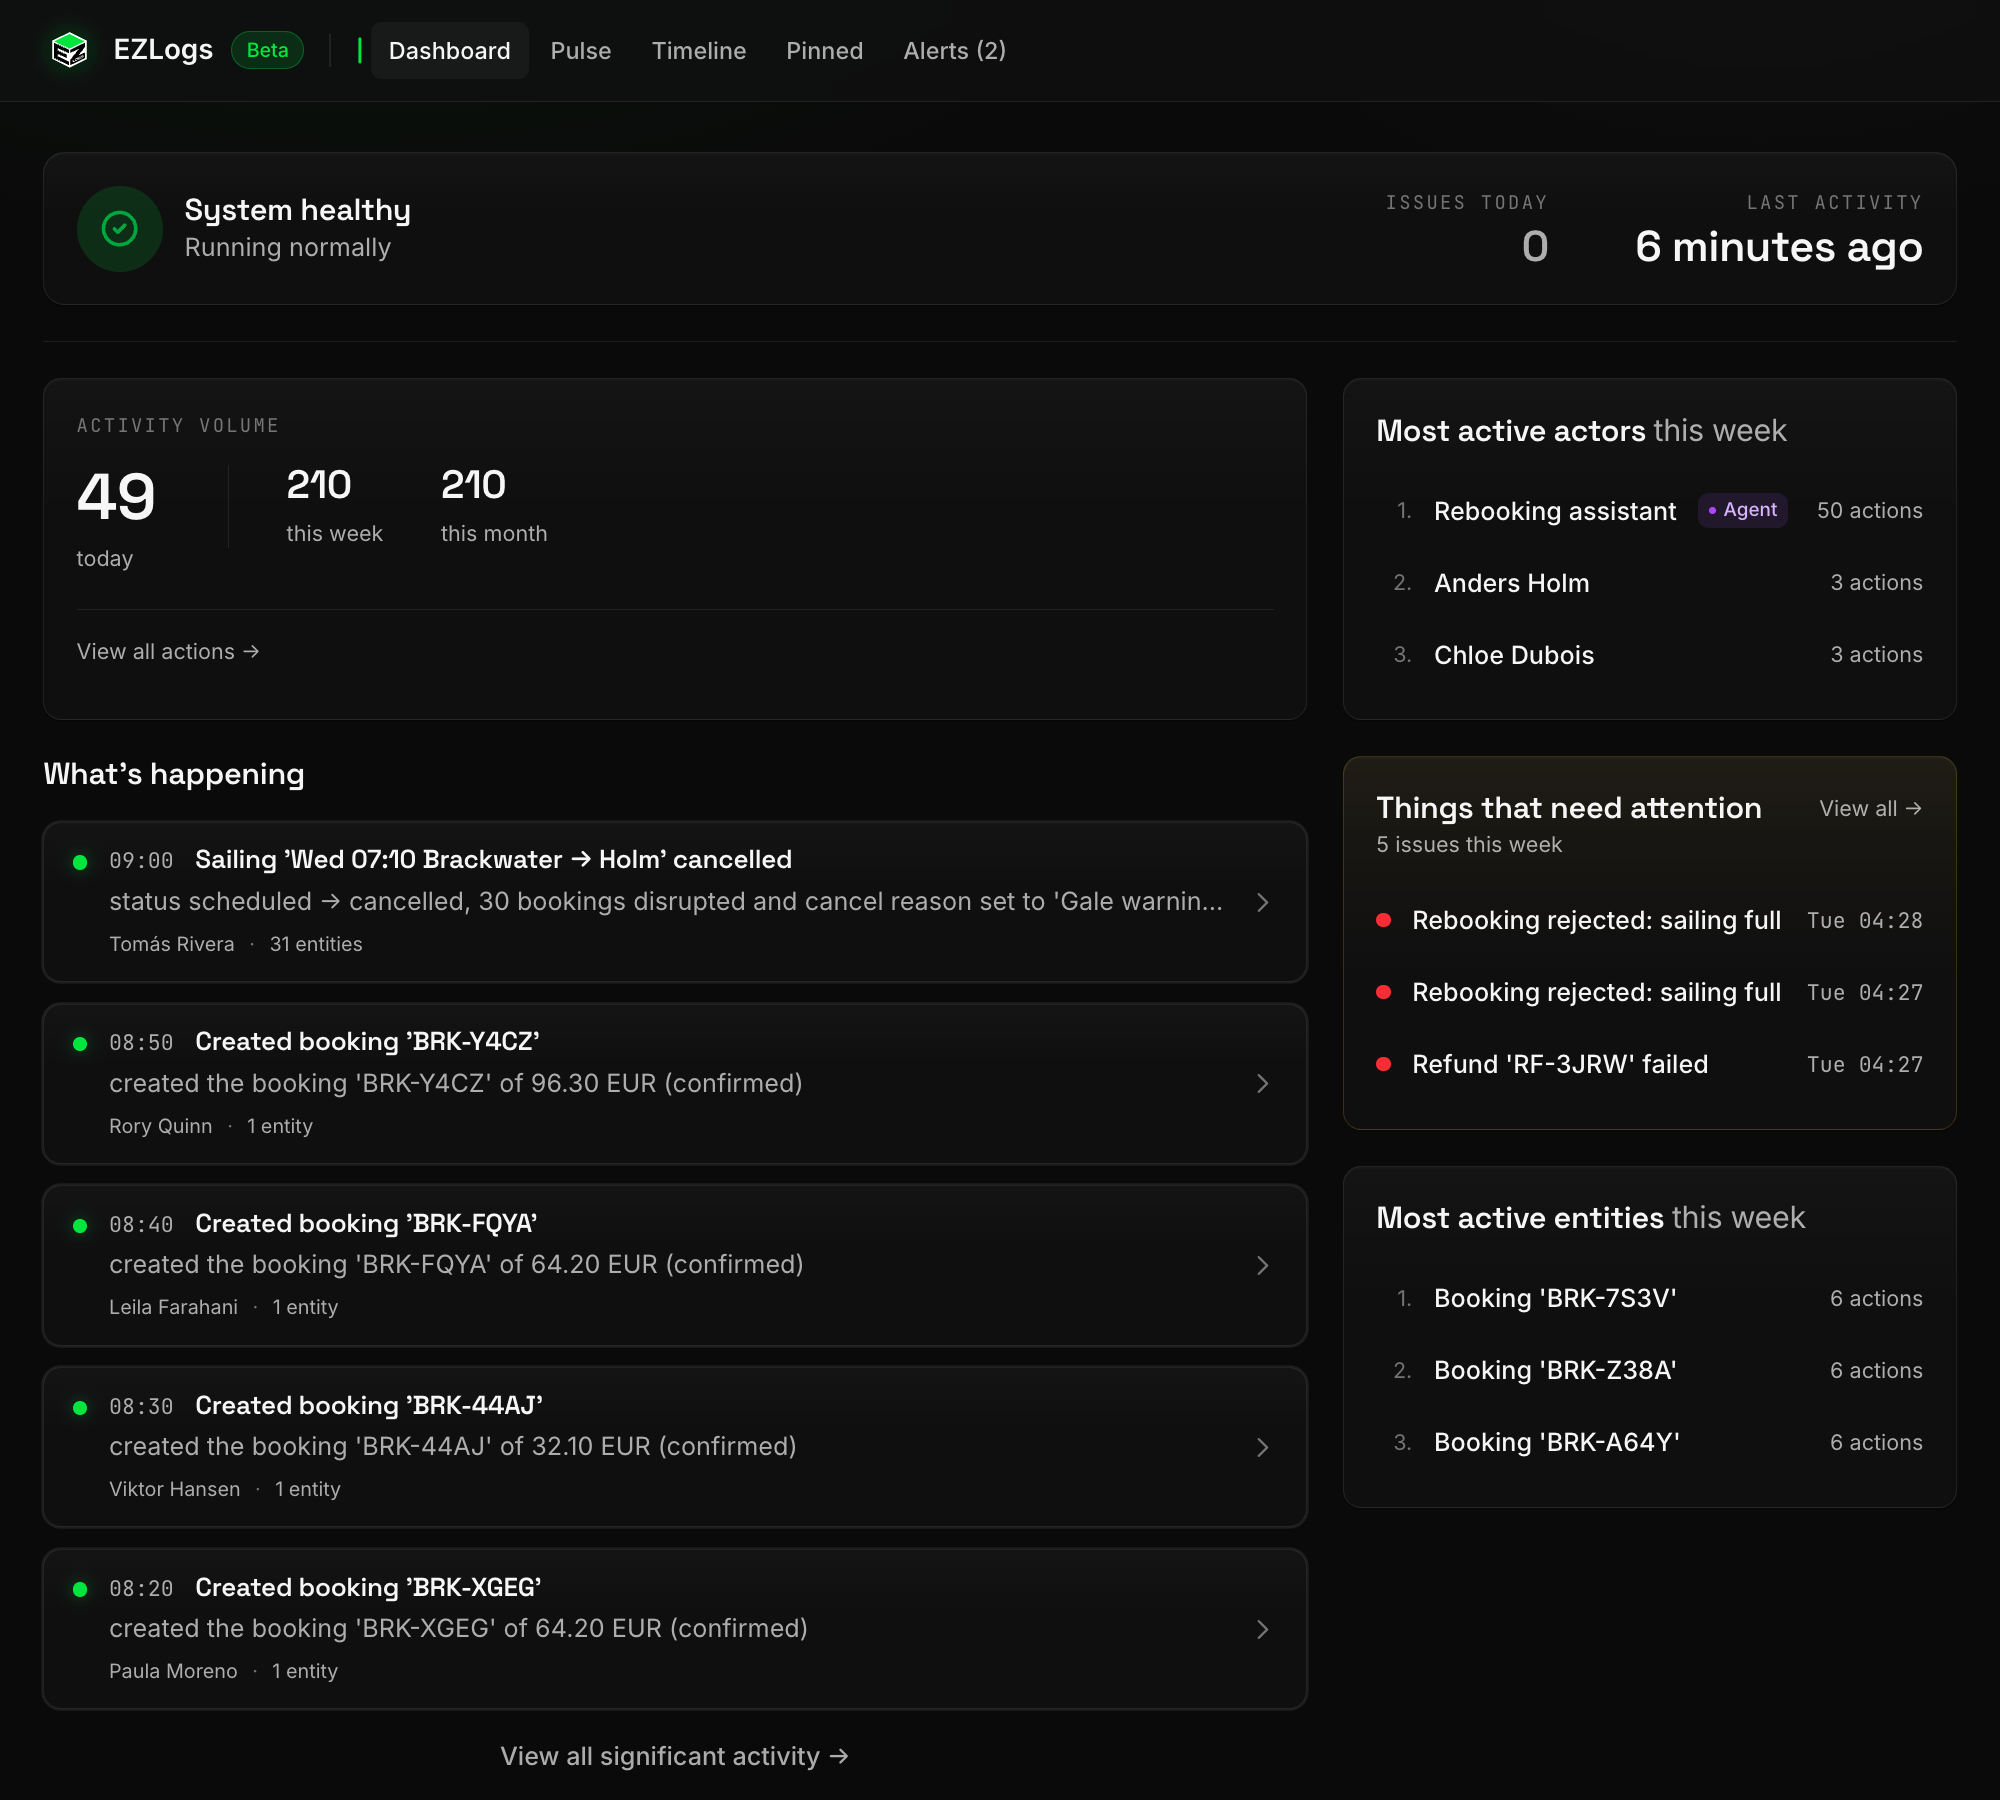 EZLogs Beta Dashboard Pulse Timeline Pinned Alerts (2)
System healthy
Running normally
ISSUES TODAY
0
LAST ACTIVITY
6 minutes ago
ACTIVITY VOLUME
49
today
210
this week
210
this month
View all actions →
Most active actors this week
1. Rebooking assistant • Agent 50 actions
2. Anders Holm 3 actions
3. Chloe Dubois 3 actions
What's happening
09:00 Sailing 'Wed 07:10 Brackwater → Holm' cancelled
status scheduled → cancelled, 30 bookings disrupted and cancel reason set to 'Gale warnin...
Tomás Rivera · 31 entities
08:50 Created booking 'BRK-Y4CZ'
created the booking 'BRK-Y4CZ' of 96.30 EUR (confirmed)
Rory Quinn · 1 entity
08:40 Created booking 'BRK-FQYA'
created the booking 'BRK-FQYA' of 64.20 EUR (confirmed)
Leila Farahani · 1 entity
08:30 Created booking 'BRK-44AJ'
created the booking 'BRK-44AJ' of 32.10 EUR (confirmed)
Viktor Hansen · 1 entity
08:20 Created booking 'BRK-XGEG'
created the booking 'BRK-XGEG' of 64.20 EUR (confirmed)
Paula Moreno · 1 entity
View all significant activity →
Things that need attention View all →
5 issues this week
Rebooking rejected: sailing full Tue 04:28
Rebooking rejected: sailing full Tue 04:27
Refund 'RF-3JRW' failed Tue 04:27
Most active entities this week
1. Booking 'BRK-7S3V' 6 actions
2. Booking 'BRK-Z38A' 6 actions
3. Booking 'BRK-A64Y' 6 actions